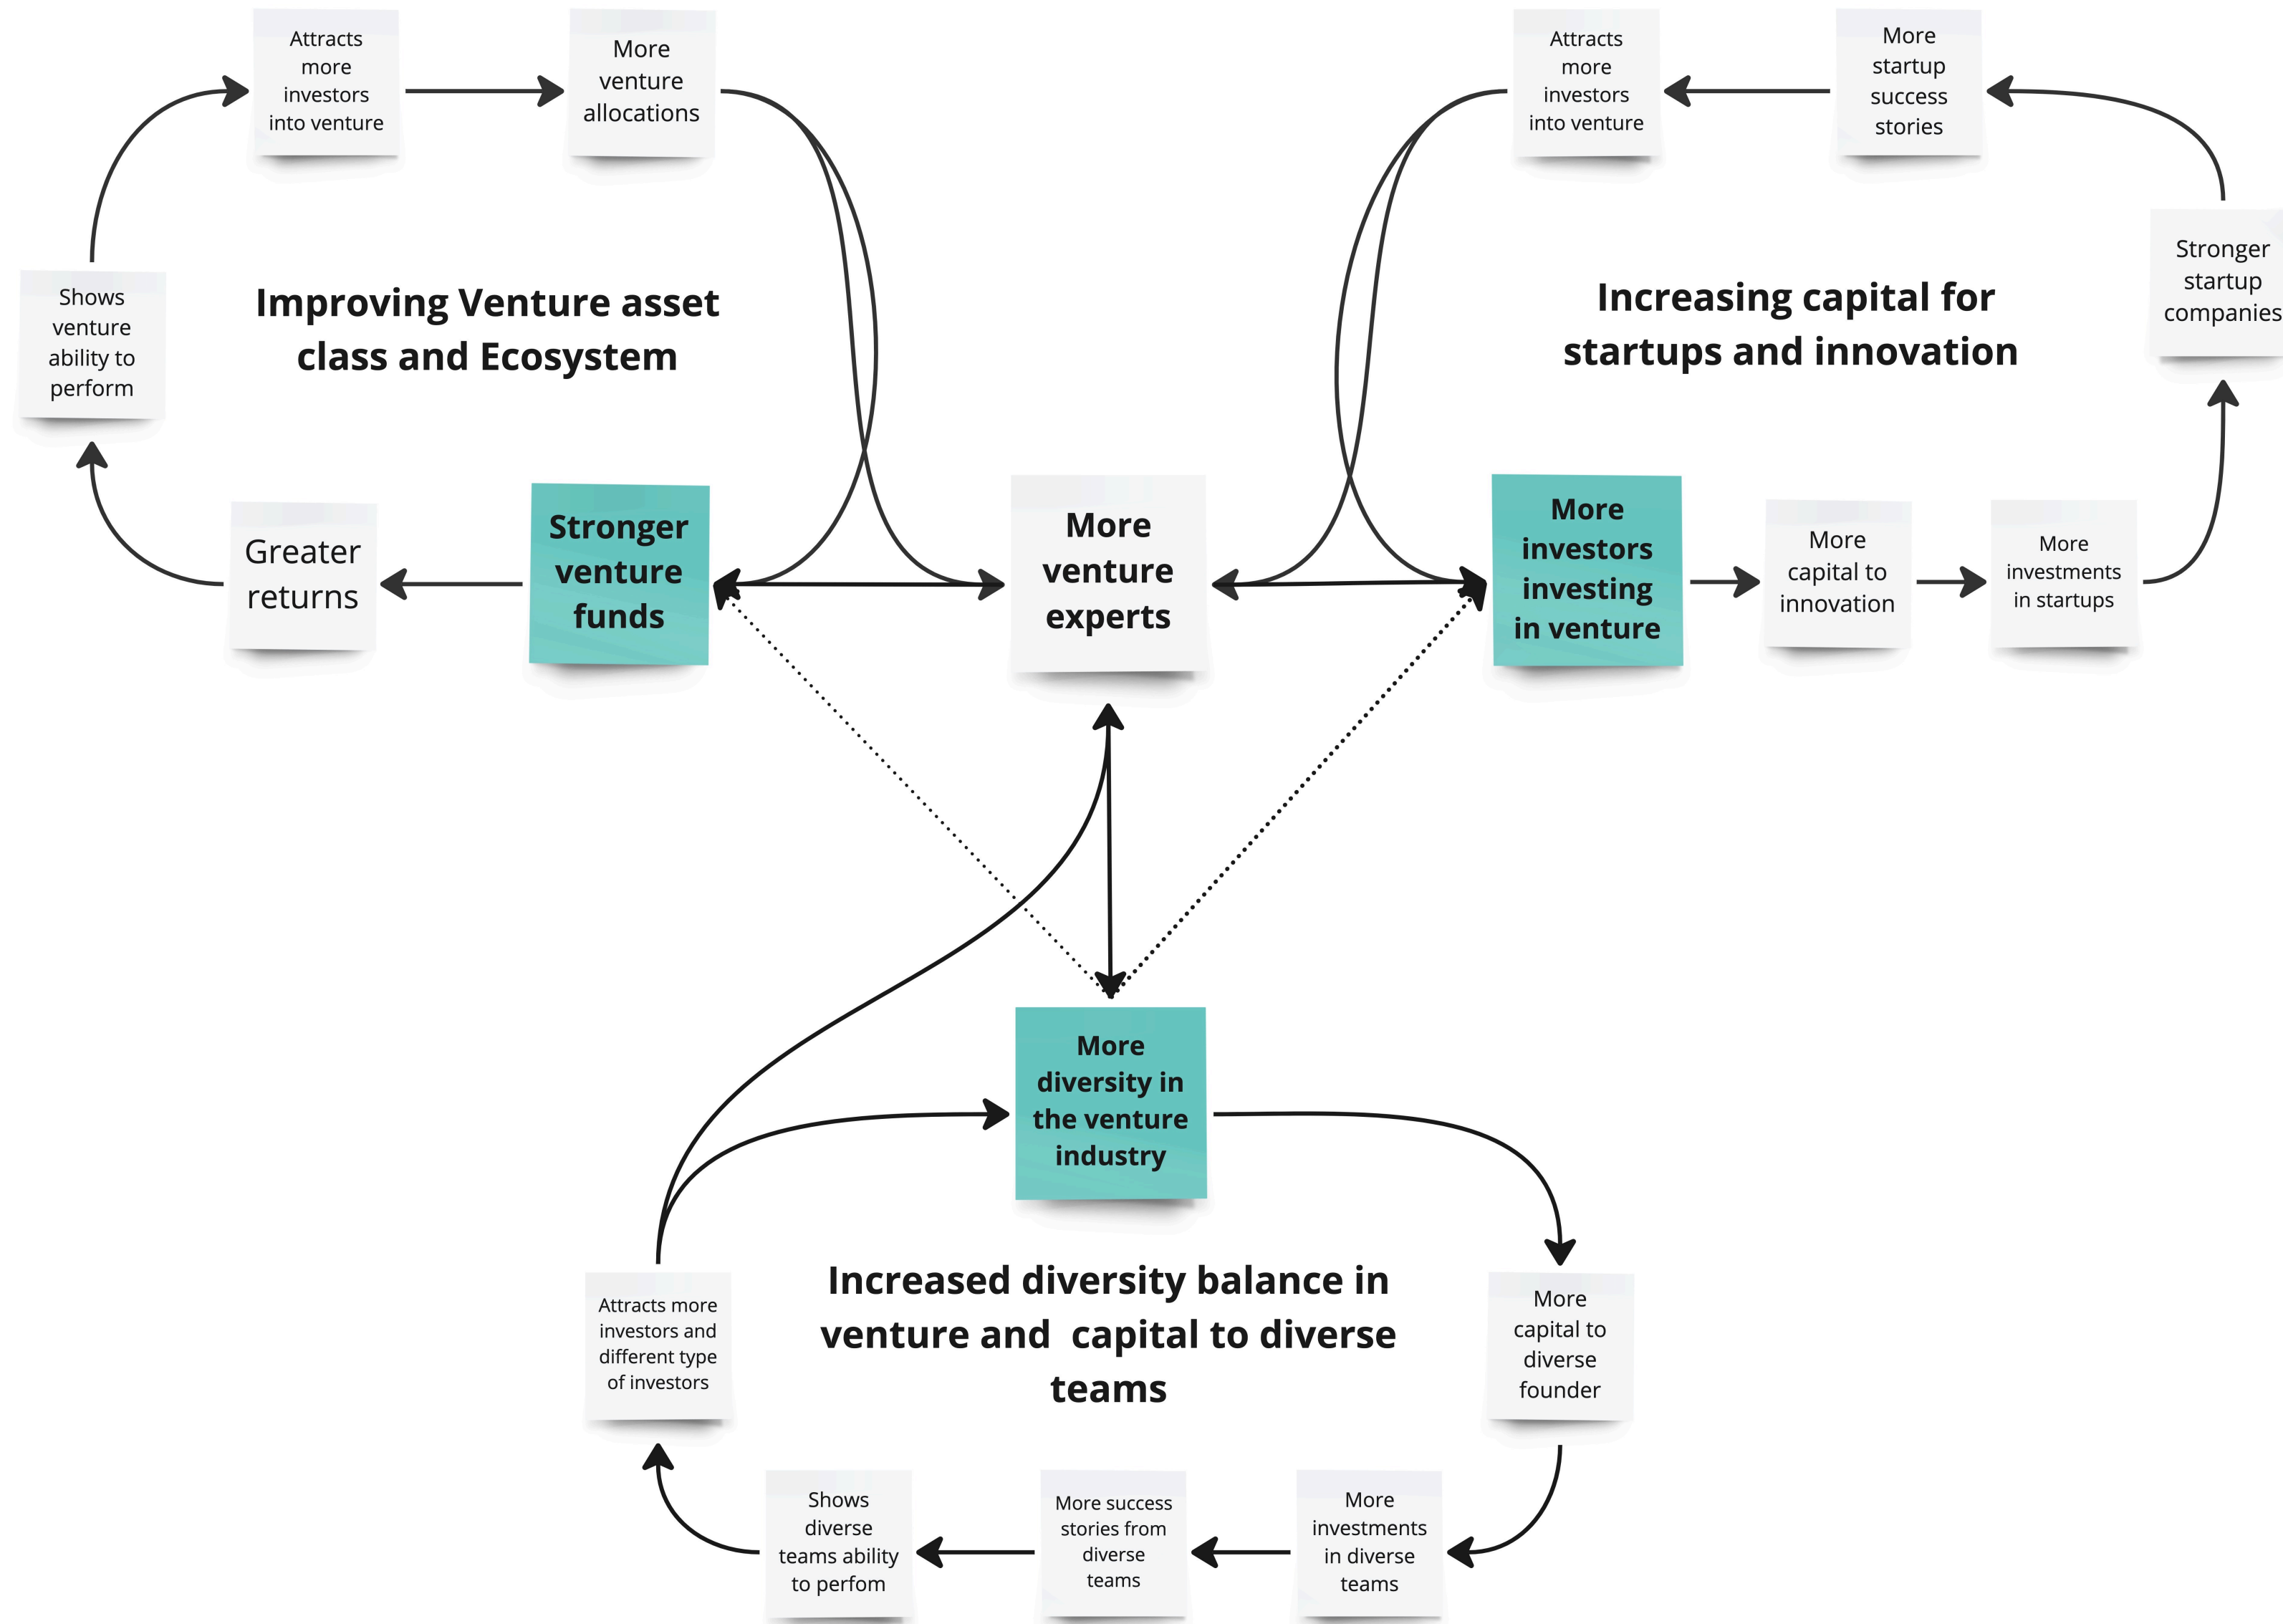 Attracts
more
investors
into venture
More
venture
allocations
Attracts
more
investors
into venture
More
startup
success
stories
Shows
venture
ability to
perform
Improving Venture asset
class and Ecosystem
Increasing capital for
startups and innovation
Stronger
startup
companies
Greater
returns
Stronger
venture
funds
More
venture
experts
More
investors
investing
in venture
More
capital to
innovation
More
investments
in startups
More
diversity in
the venture
industry
Attracts more
investors and
different type
of investors
Increased diversity balance in
venture and  capital to diverse
teams
More
capital to
diverse
founder
Shows
diverse
teams ability
to perfom
More success
stories from
diverse
teams
More
investments
in diverse
teams